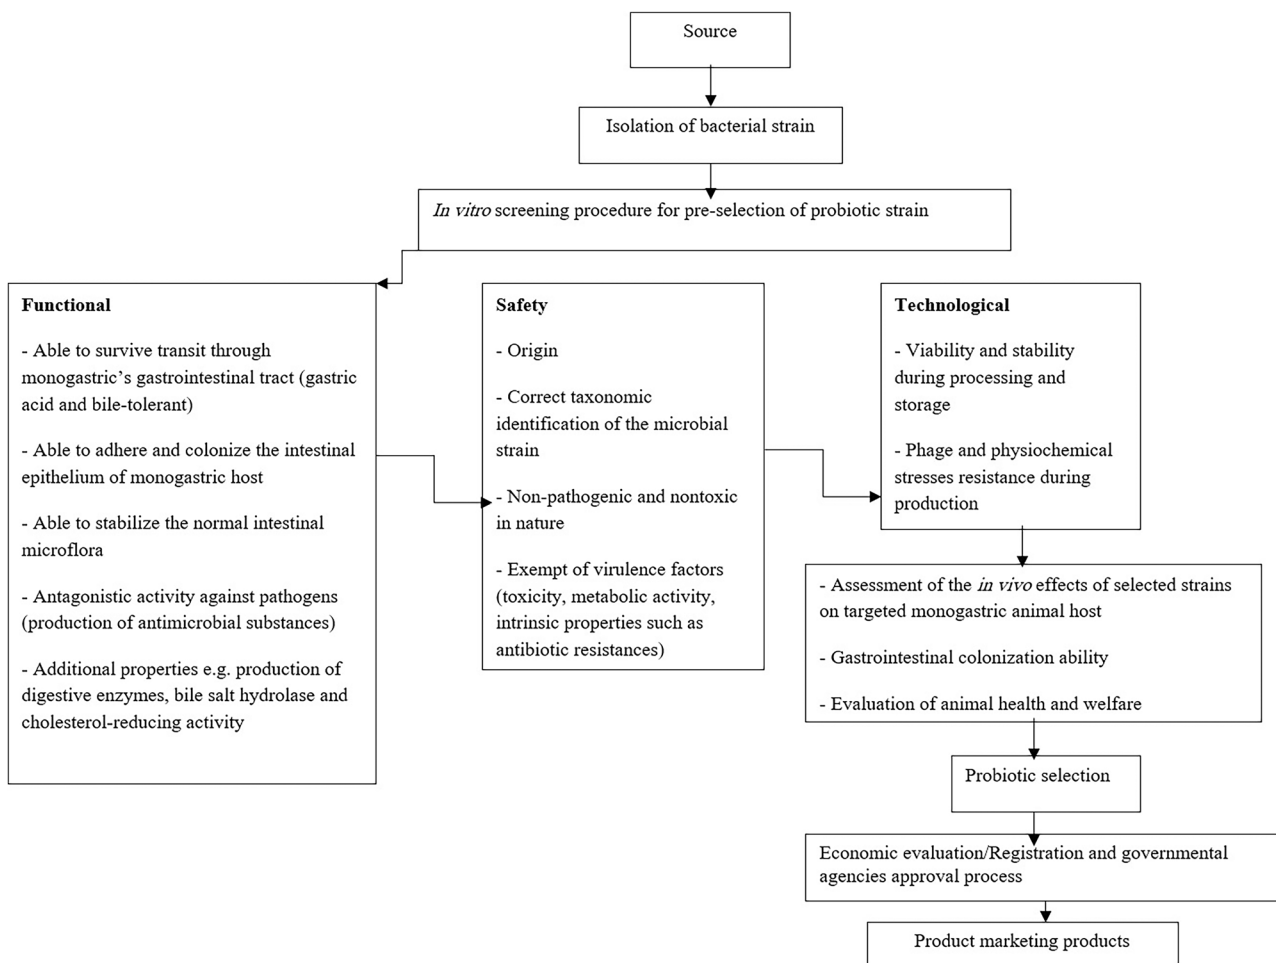 Source
Isolation of bacterial strain
In vitro screening procedure for pre-selection of probiotic strain
Functional
- Able to survive transit through
monogastric's gastrointestinal tract (gastric
acid and bile-tolerant)
- Able to adhere and colonize the intestinal
epithelium of monogastric host
- Able to stabilize the normal intestinal
microflora
- Antagonistic activity against pathogens
(production of antimicrobial substances)
- Additional properties e.g. production of
digestive enzymes, bile salt hydrolase and
cholesterol-reducing activity
Safety
- Origin
- Correct taxonomic
identification of the microbial
strain
- Non-pathogenic and nontoxic
in nature
- Exempt of virulence factors
(toxicity, metabolic activity,
intrinsic properties such as
antibiotic resistances)
Technological
- Viability and stability
during processing and
storage
- Phage and physiochemical
stresses resistance during
production
- Assessment of the in vivo effects of selected strains
on targeted monogastric animal host
- Gastrointestinal colonization ability
- Evaluation of animal health and welfare
Probiotic selection
Economic evaluation/Registration and governmental
agencies approval process
Product marketing products